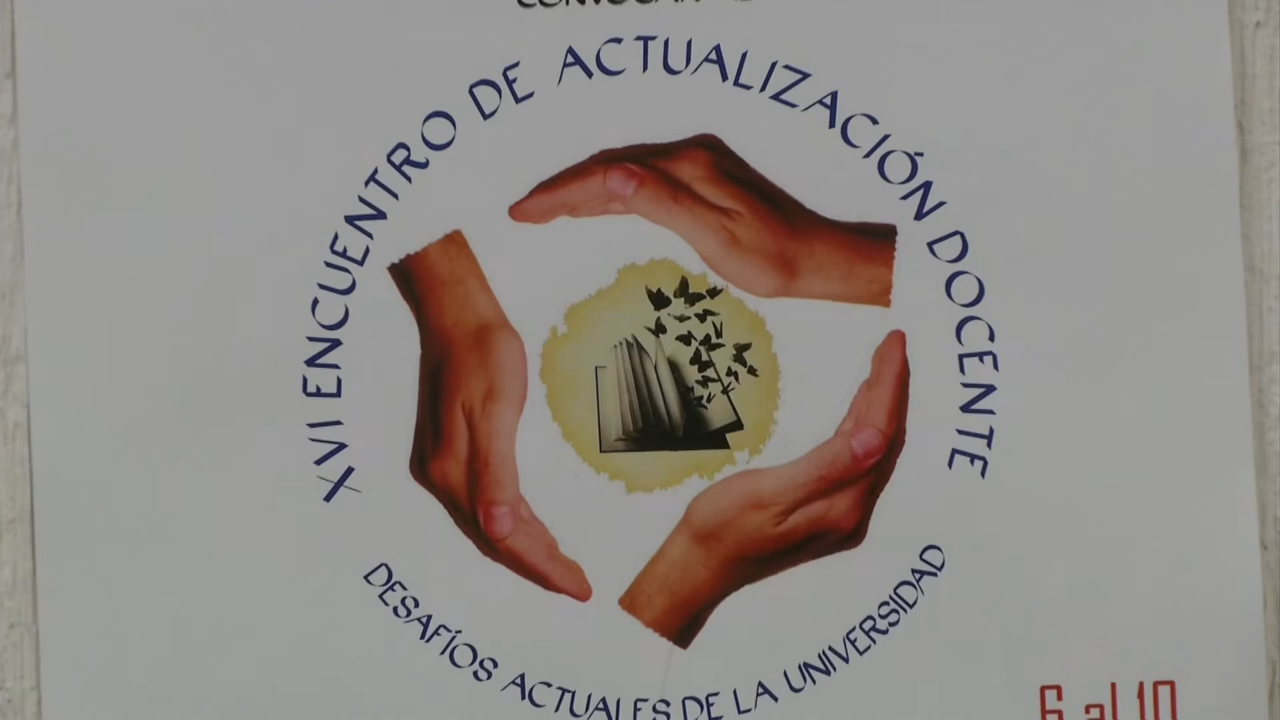 XVI ENCUENTRO DE ACTUALIZACIÓN DOCENTE
DESAFÍOS ACTUALES DE LA UNIVERSIDAD
6 al 10